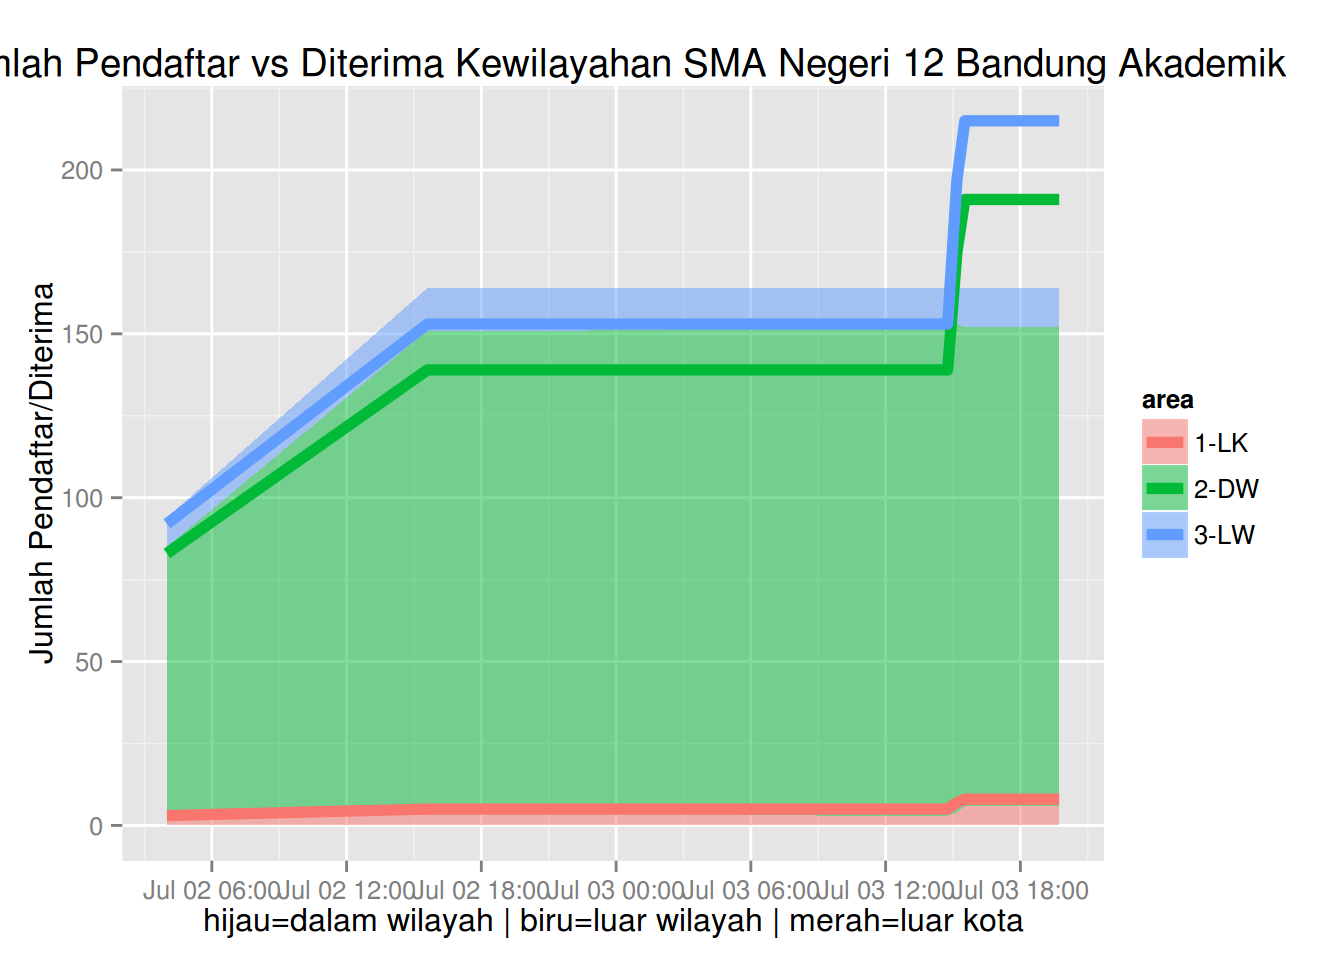 mlah Pendaftar vs Diterima Kewilayahan SMA Negeri 12 Bandung Akademik
Jumlah Pendaftar/Diterima
200
150
100
50
0
Jul 02 06:00
Jul 02 12:00
Jul 02 18:00
Jul 03 00:00
Jul 03 06:00
Jul 03 12:00
Jul 03 18:00
hijau=dalam wilayah | biru=luar wilayah | merah=luar kota
area
1-LK
2-DW
3-LW